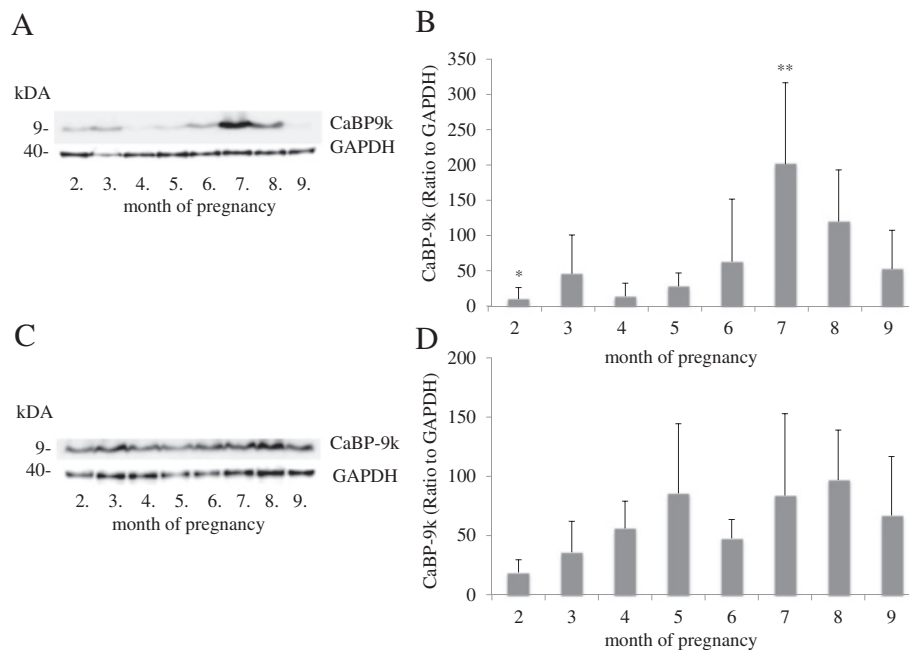 A
kDA
9-
CaBP9k
40-
GAPDH
2. 3. 4. 5. 6. 7. 8. 9.
month of pregnancy
B
CaBP-9k (Ratio to GAPDH)
350
300
250
200
150
100
50
0
*
**
2 3 4 5 6 7 8 9
month of pregnancy
C
kDA
9-
CaBP-9k
40-
GAPDH
2. 3. 4. 5. 6. 7. 8. 9.
month of pregnancy
D
CaBP-9k (Ratio to GAPDH)
200
150
100
50
0
2 3 4 5 6 7 8 9
month of pregnancy